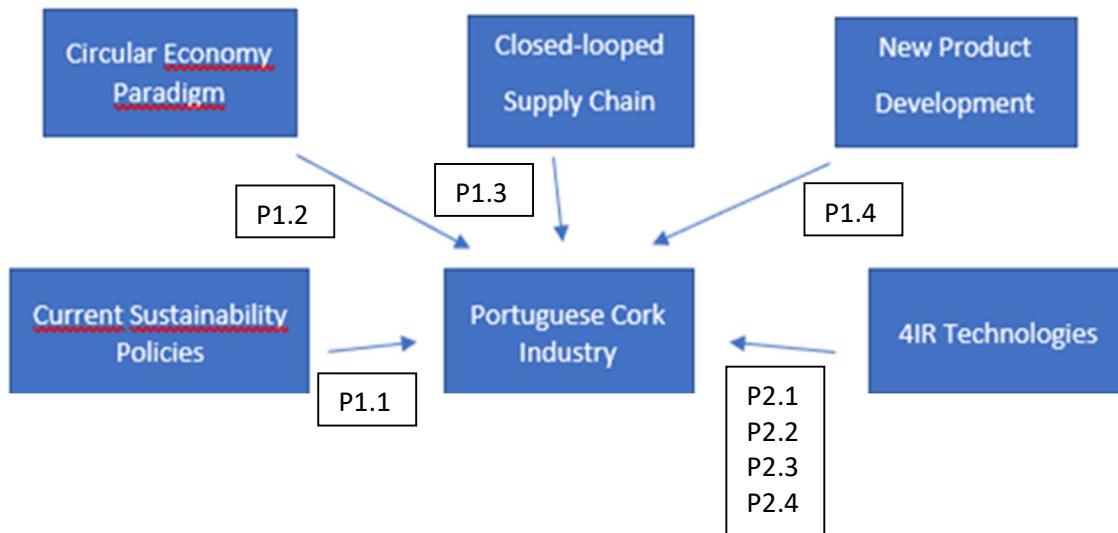 Circular Economy
Paradigm
Closed-looped
Supply Chain
New Product
Development
P1.2
P1.3
P1.4
Current Sustainability
Policies
Portuguese Cork
Industry
4IR Technologies
P1.1
P2.1
P2.2
P2.3
P2.4